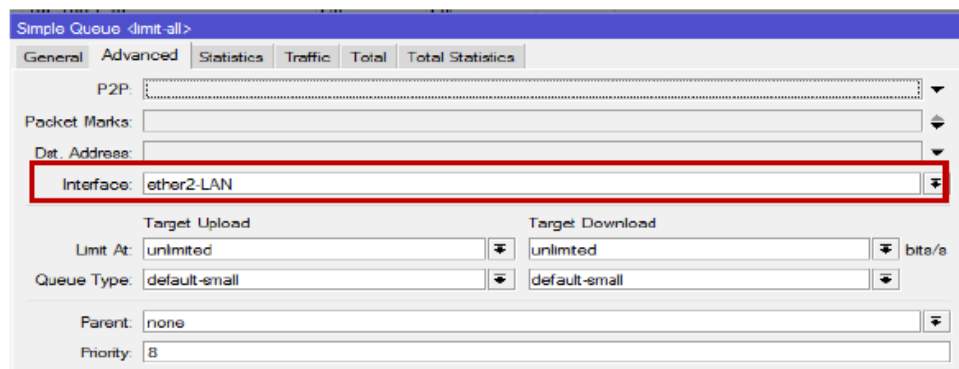 Simple Queue <limit-all>
General Advanced Statistics Traffic Total Total Statistics
P2P:
Packet Marks:
Dst. Address:
Interface: ether2-LAN
Target Upload Target Download
Limit At: unlimited unlimited bits/s
Queue Type: default-small default-small
Parent: none
Priority: 8